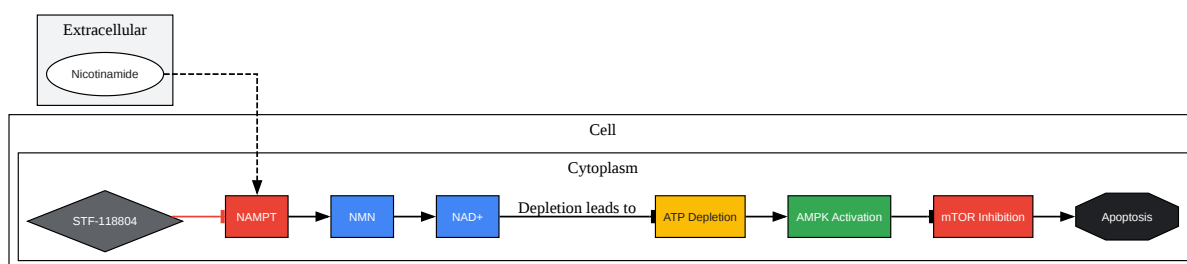 Extracellular
Nicotinamide
Cell
Cytoplasm
STF-118804
NAMPT
NMN
NAD+
Depletion leads to
ATP Depletion
AMPK Activation
mTOR Inhibition
Apoptosis